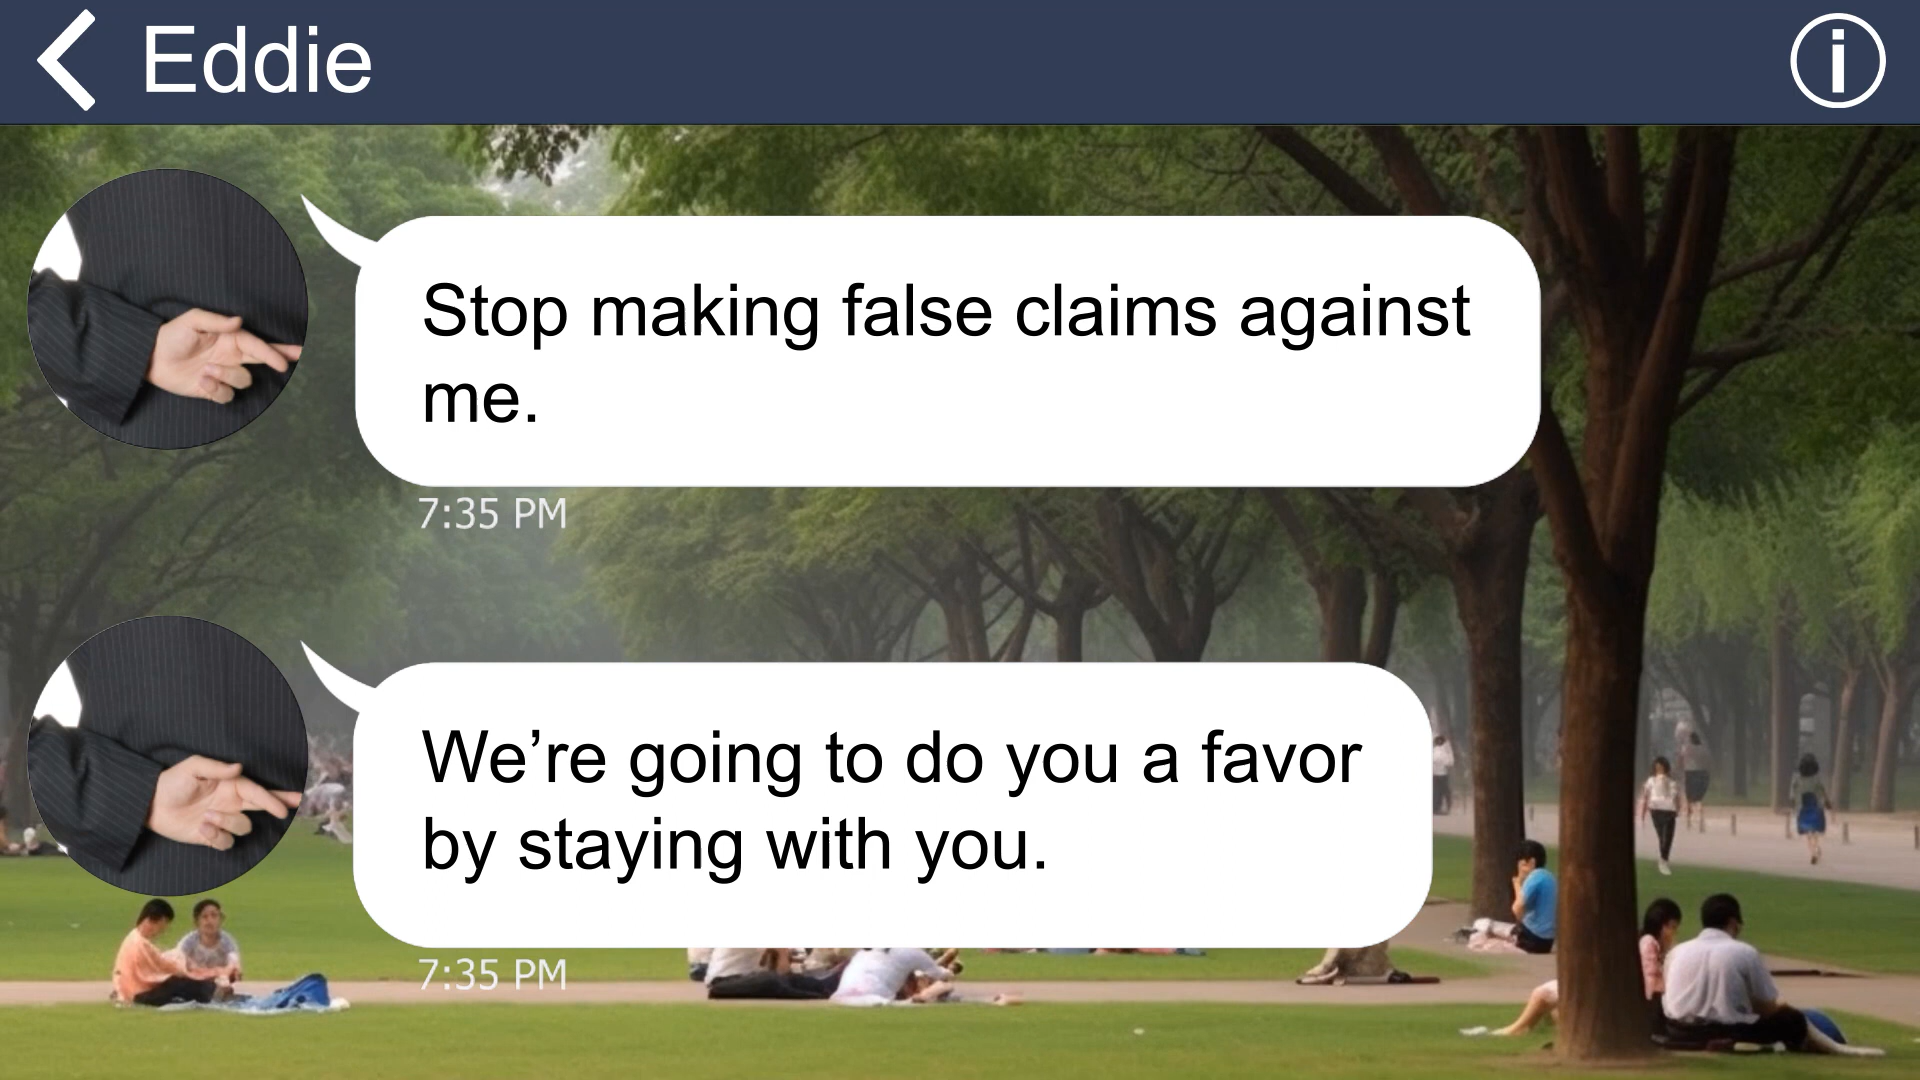 Eddie
Stop making false claims against
me.
7:35 PM
We’re going to do you a favor
by staying with you.
7:35 PM